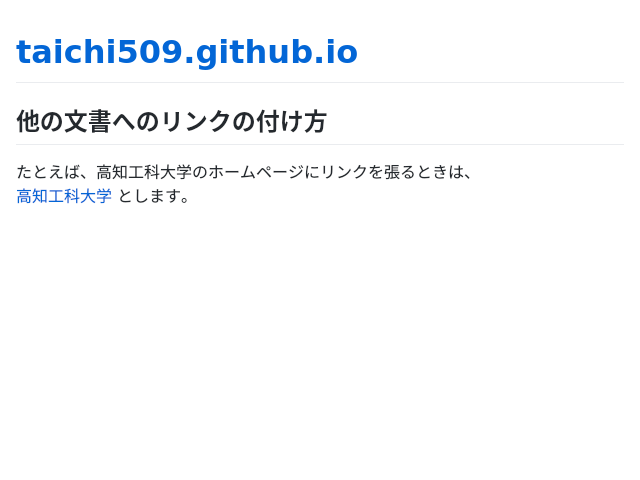 taichi509.github.io
他の文書へのリンクの付け方
たとえば、高知工科大学のホームページにリンクを張るときは、
高知工科大学 とします。